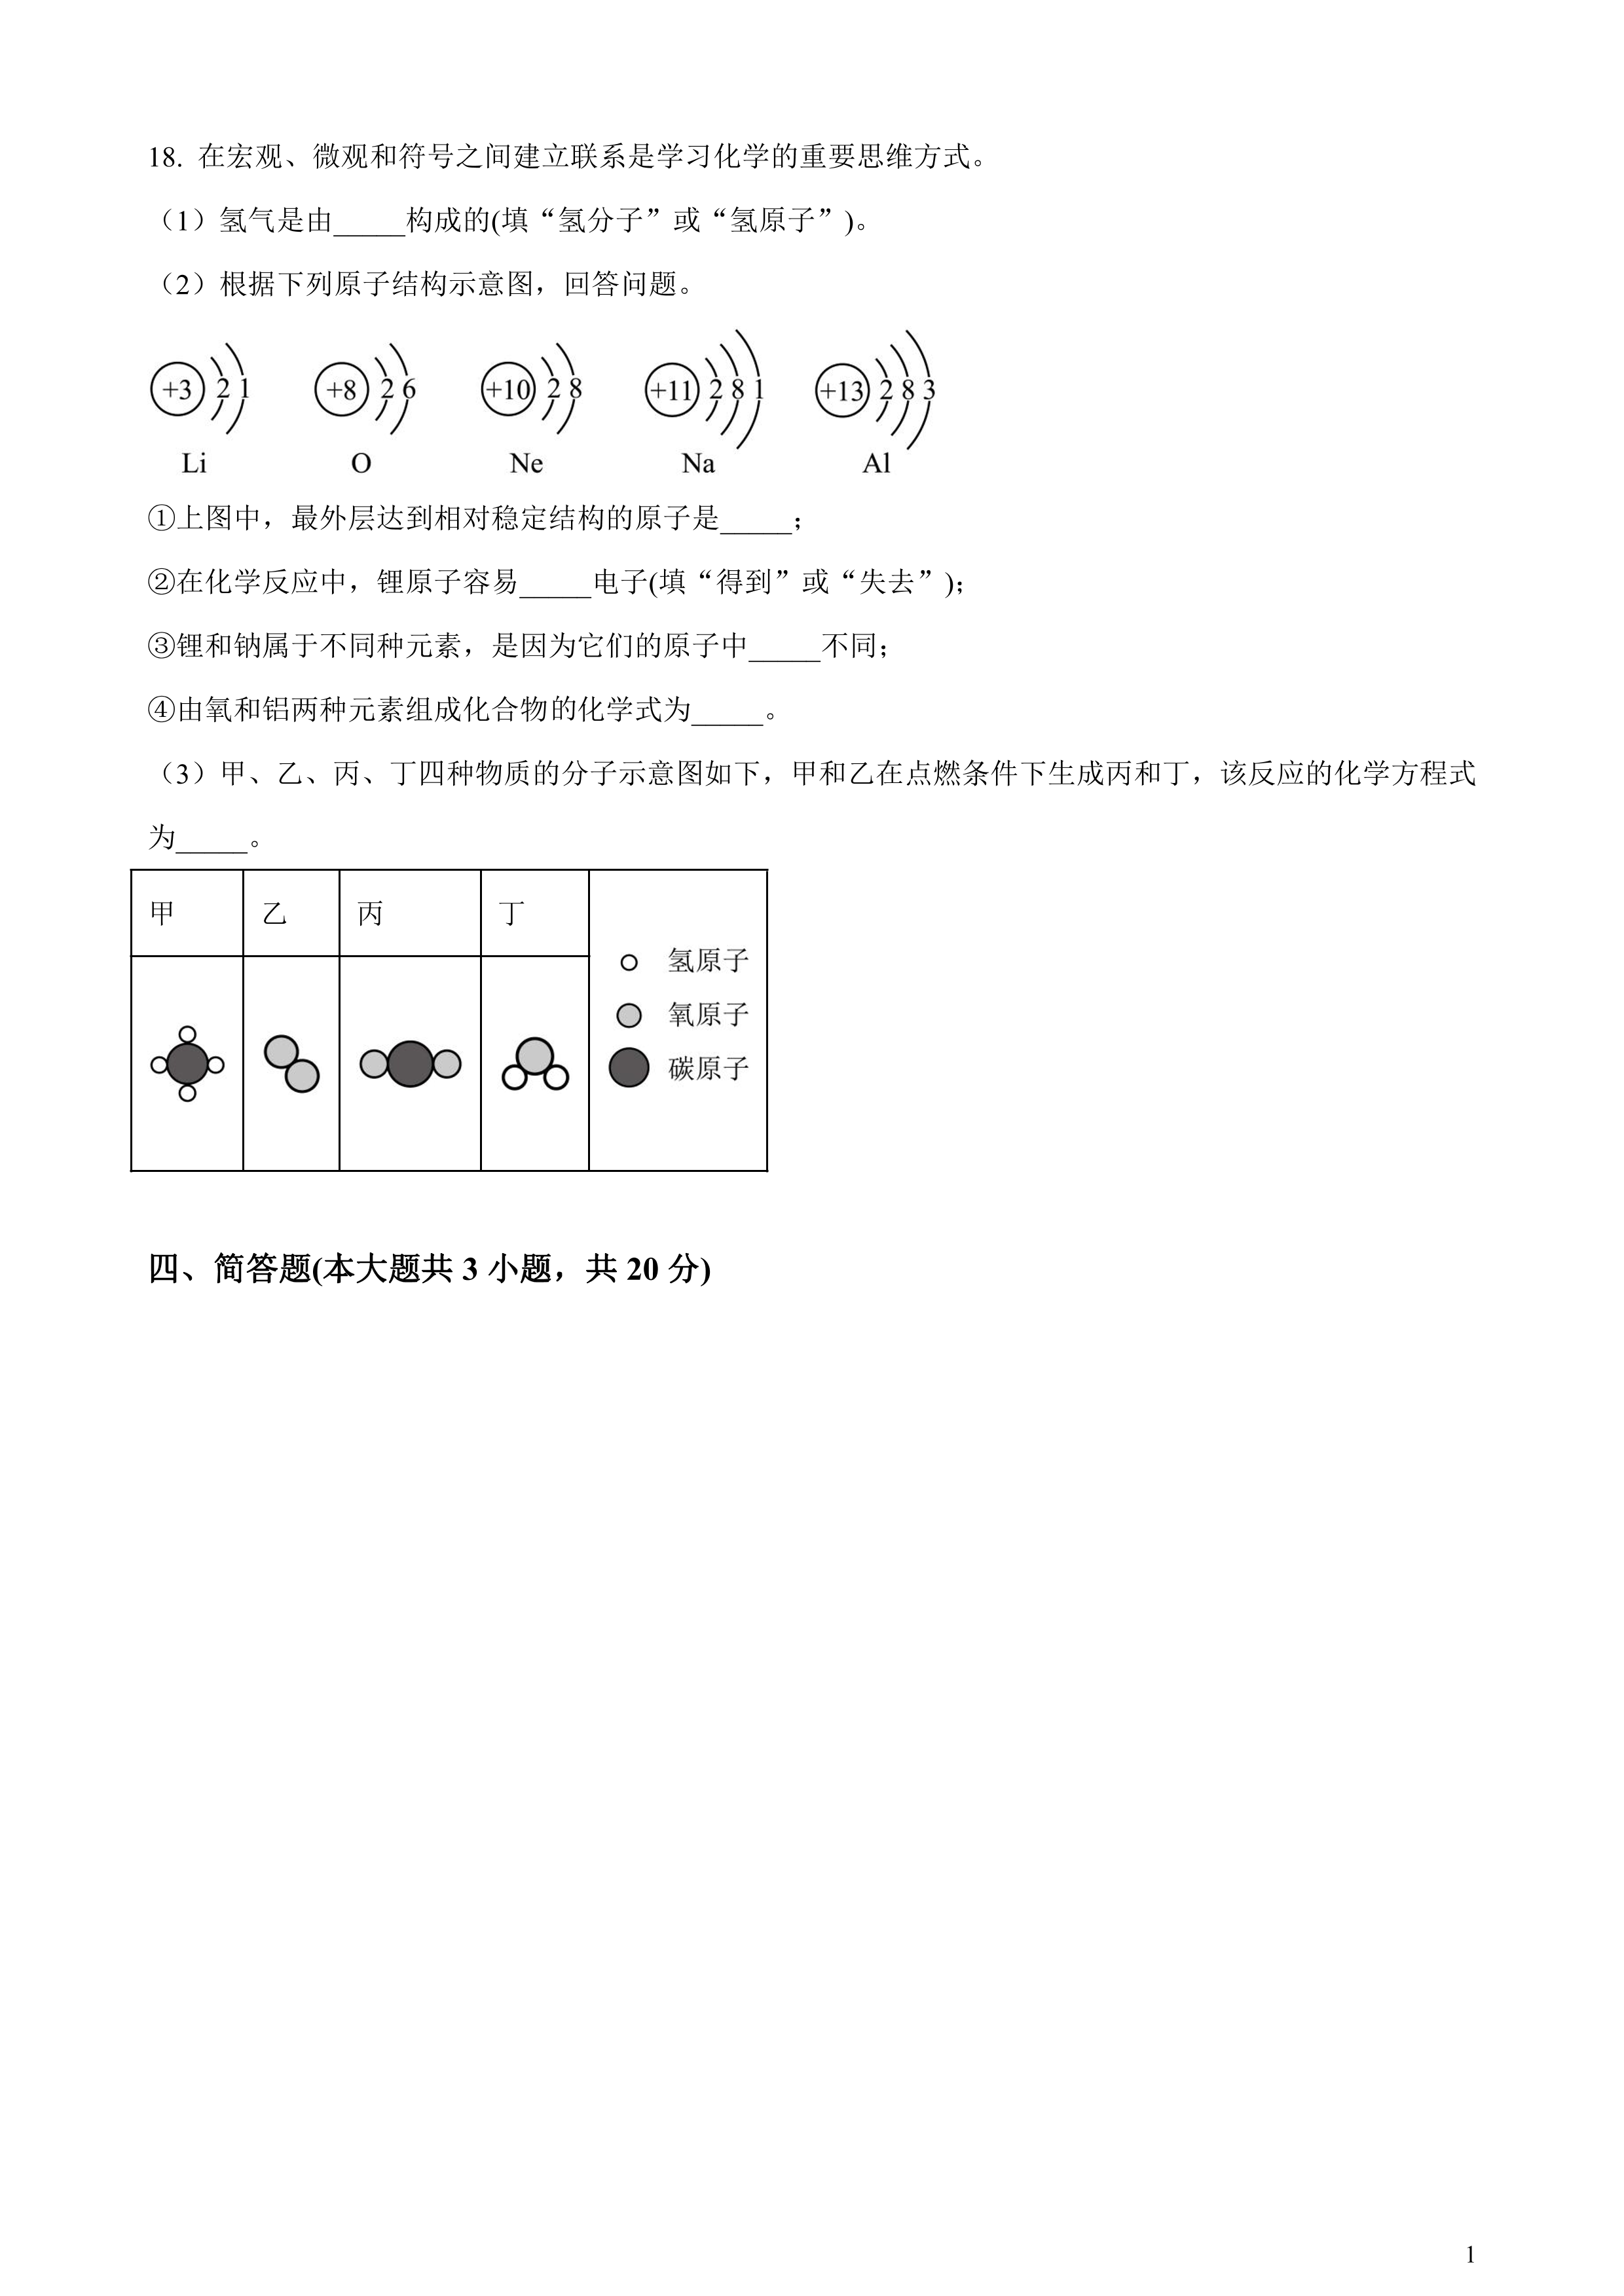 18. 在宏观、微观和符号之间建立联系是学习化学的重要思维方式。
（1）氢气是由_____构成的(填“氢分子”或“氢原子”)。
（2）根据下列原子结构示意图，回答问题。
+3 2 1 +8 2 6 +10 2 8 +11 2 8 1 +13 2 8 3
Li O Ne Na Al
①上图中，最外层达到相对稳定结构的原子是_____；
②在化学反应中，锂原子容易_____电子(填“得到”或“失去”)；
③锂和钠属于不同种元素，是因为它们的原子中_____不同；
④由氧和铝两种元素组成化合物的化学式为_____。
（3）甲、乙、丙、丁四种物质的分子示意图如下，甲和乙在点燃条件下生成丙和丁，该反应的化学方程式
为_____。
甲 乙 丙 丁
氢原子
氧原子
碳原子
四、简答题(本大题共 3 小题，共 20 分)
1